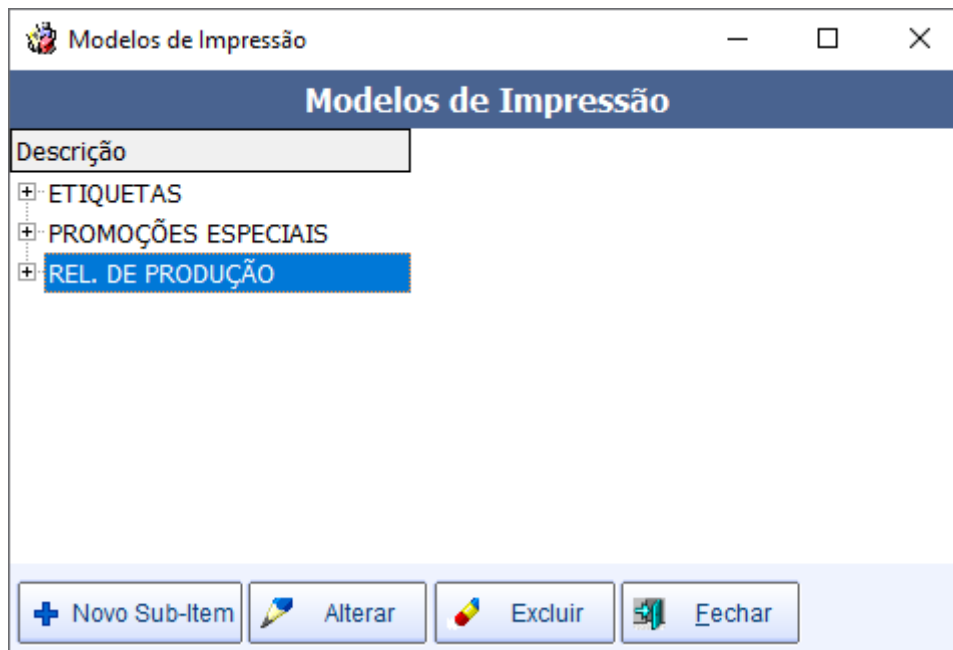 Modelos de Impressão
Modelos de Impressão
Descrição
ETIQUETAS
PROMOÇÕES ESPECIAIS
REL. DE PRODUÇÃO
Novo Sub-Item Alterar Excluir Fechar